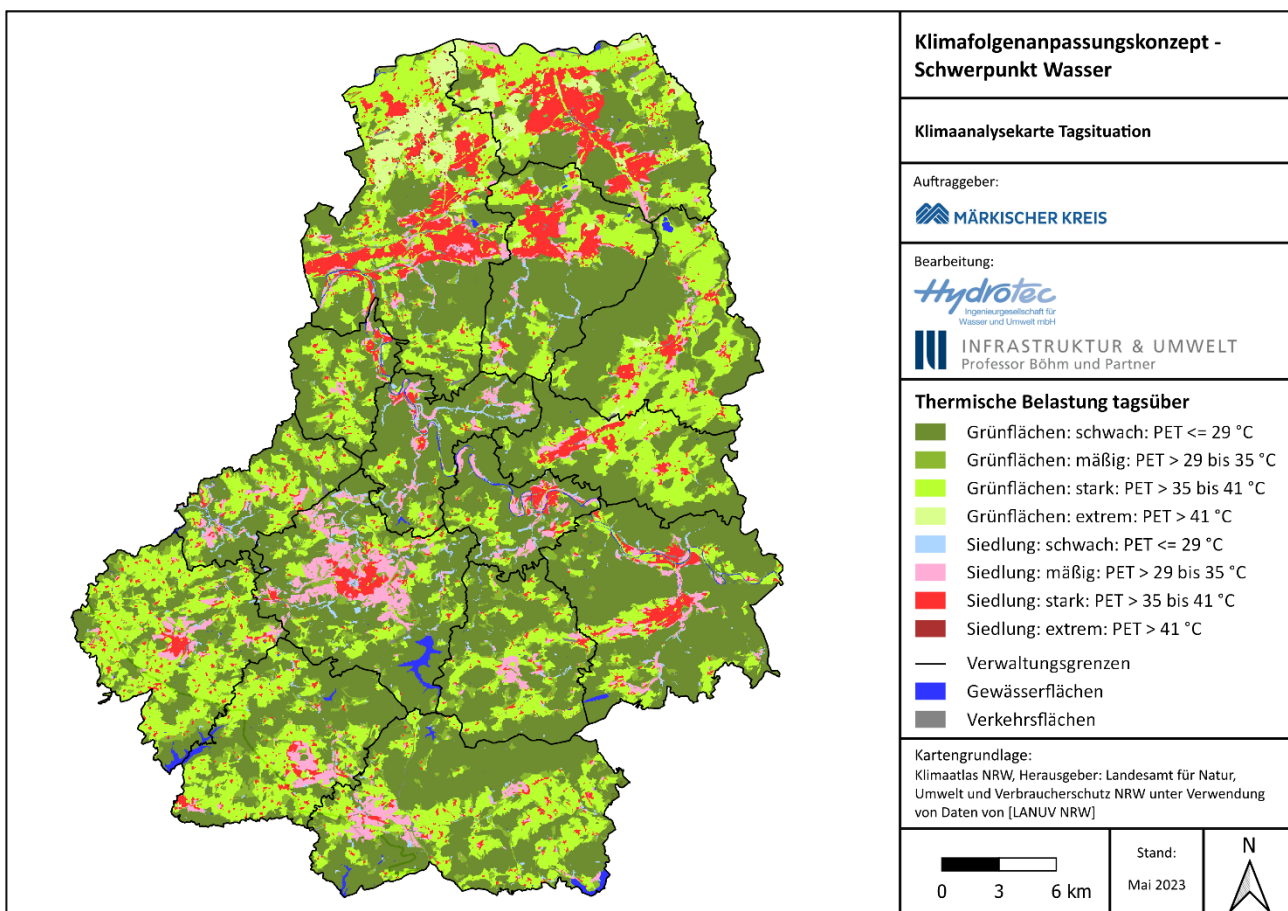 Klimafolgenanpassungskonzept -
Schwerpunkt Wasser
Klimaanalysekarte Tagsituation
Auftraggeber:
MÄRKISCHER KREIS
Bearbeitung:
Hydrotec
Ingenieurgesellschaft für
Wasser und Umwelt mbH
INFRASTRUKTUR & UMWELT
Professor Böhm und Partner
Thermische Belastung tagsüber
Grünflächen: schwach: PET <= 29 °C
Grünflächen: mäßig: PET > 29 bis 35 °C
Grünflächen: stark: PET > 35 bis 41 °C
Grünflächen: extrem: PET > 41 °C
Siedlung: schwach: PET <= 29 °C
Siedlung: mäßig: PET > 29 bis 35 °C
Siedlung: stark: PET > 35 bis 41 °C
Siedlung: extrem: PET > 41 °C
Verwaltungsgrenzen
Gewässerflächen
Verkehrsflächen
Kartengrundlage:
Klimaatlas NRW, Herausgeber: Landesamt für Natur,
Umwelt und Verbraucherschutz NRW unter Verwendung
von Daten von [LANUV NRW]
0 3 6 km
Stand:
Mai 2023
N